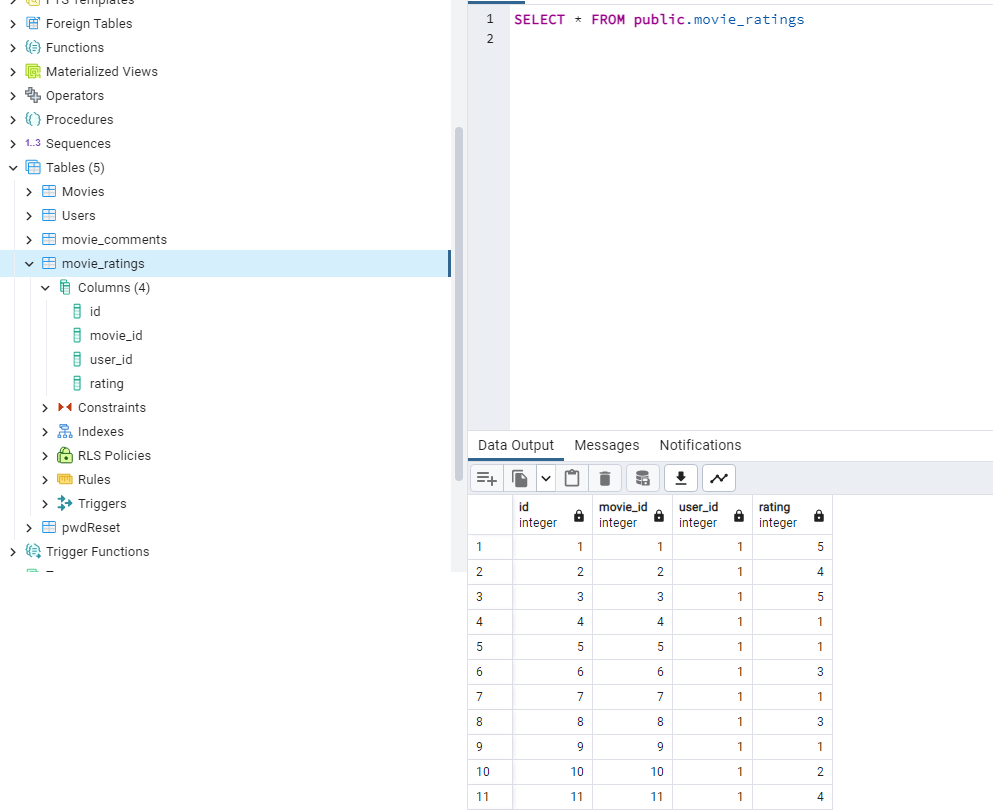 FTS Templates
Foreign Tables
Functions
Materialized Views
Operators
Procedures
1..3 Sequences
Tables (5)
Movies
Users
movie_comments
movie_ratings
Columns (4)
id
movie_id
user_id
rating
Constraints
Indexes
RLS Policies
Rules
Triggers
pwdReset
Trigger Functions
1 SELECT * FROM public.movie_ratings
2
Data Output Messages Notifications
id movie_id user_id rating
integer integer integer integer
1 1 1 1 5
2 2 2 1 4
3 3 3 1 5
4 4 4 1 1
5 5 5 1 1
6 6 6 1 3
7 7 7 1 1
8 8 8 1 3
9 9 9 1 1
10 10 10 1 2
11 11 11 1 4